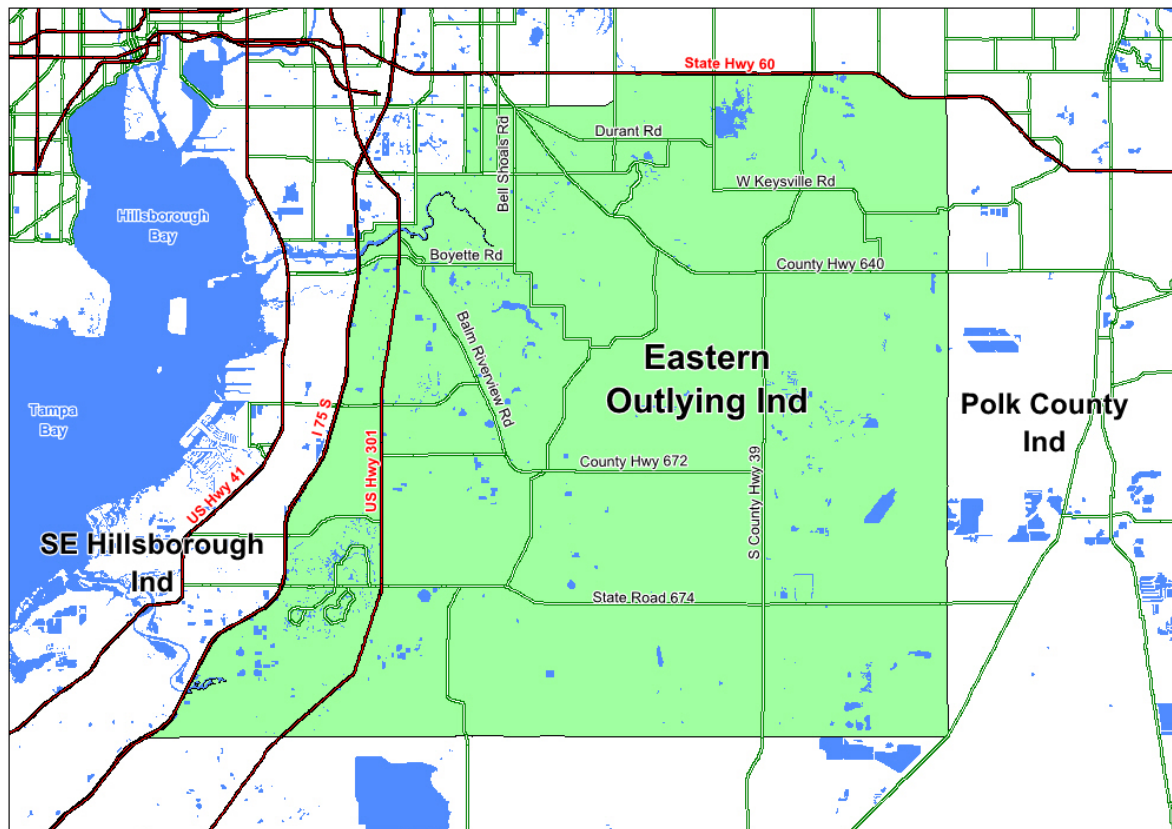 State Hwy 60
Durant Rd
Bell Shoals Rd
W Keysville Rd
Hillsborough
Bay
Boyette Rd
County Hwy 640
Balm Riverview Rd
Eastern
Outlying Ind
Tampa
Bay
Polk County
Ind
I 75 S
US Hwy 301
US Hwy 41
County Hwy 672
S County Hwy 39
SE Hillsborough
Ind
State Road 674